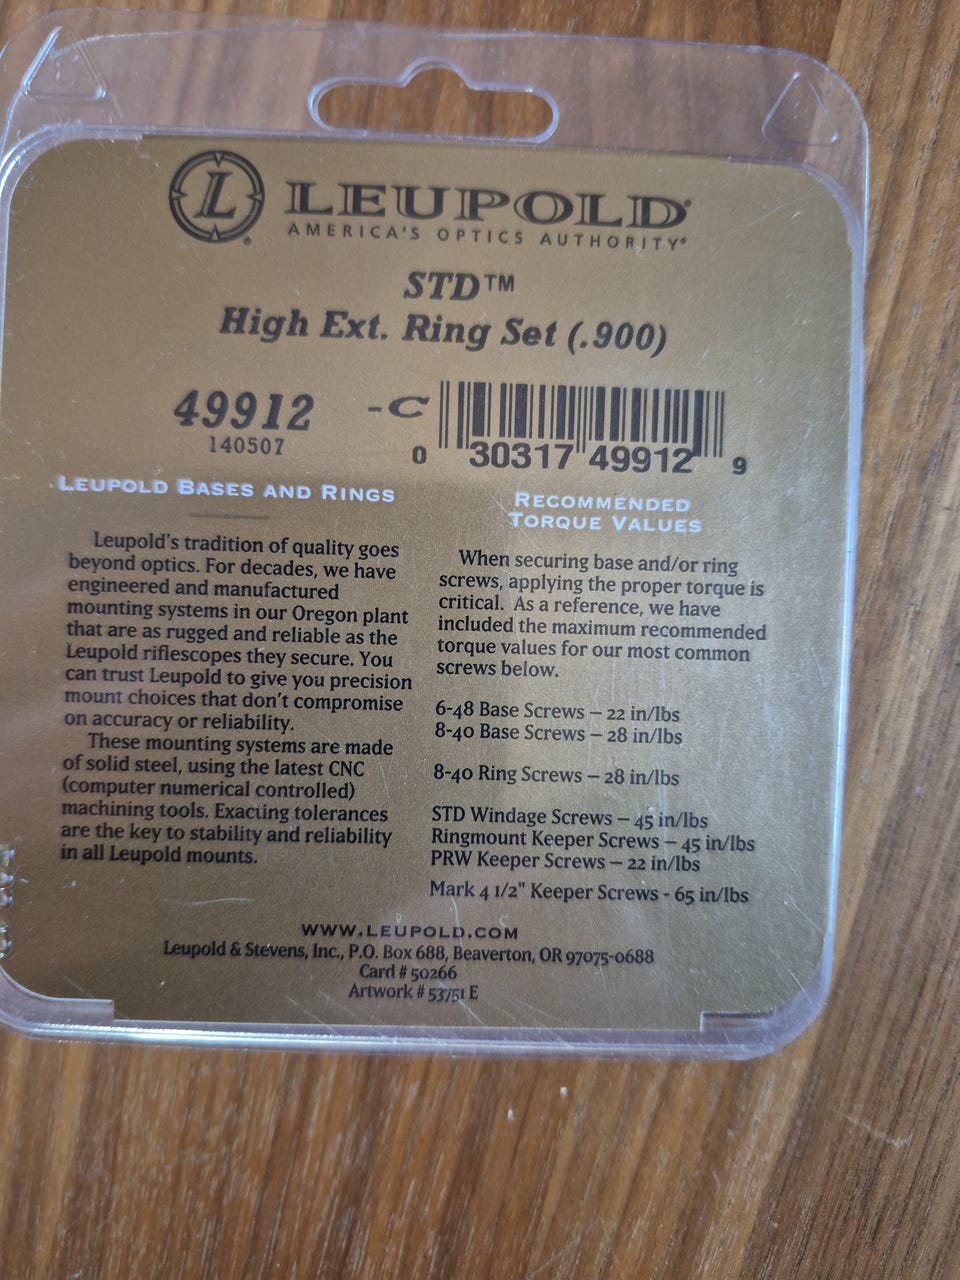 L
LEUPOLD®
AMERICA'S OPTICS AUTHORITY®
STD™
High Ext. Ring Set (.900)
49912 -C
140507
0 30317 49912 9
LEUPOLD BASES AND RINGS
Leupold's tradition of quality goes
beyond optics. For decades, we have
engineered and manufactured
mounting systems in our Oregon plant
that are as rugged and reliable as the
Leupold riflescopes they secure. You
can trust Leupold to give you precision
mount choices that don't compromise
on accuracy or reliability.
These mounting systems are made
of solid steel, using the latest CNC
(computer numerical controlled)
machining tools. Exacting tolerances
are the key to stability and reliability
in all Leupold mounts.
RECOMMENDED
TORQUE VALUES
When securing base and/or ring
screws, applying the proper torque is
critical. As a reference, we have
included the maximum recommended
torque values for our most common
screws below.
6-48 Base Screws – 22 in/lbs
8-40 Base Screws – 28 in/lbs
8-40 Ring Screws – 28 in/lbs
STD Windage Screws – 45 in/lbs
Ringmount Keeper Screws – 45 in/lbs
PRW Keeper Screws – 22 in/lbs
Mark 4 1/2" Keeper Screws - 65 in/lbs
WWW.LEUPOLD.COM
Leupold & Stevens, Inc., P.O. Box 688, Beaverton, OR 97075-0688
Card # 50266
Artwork # 53751 E